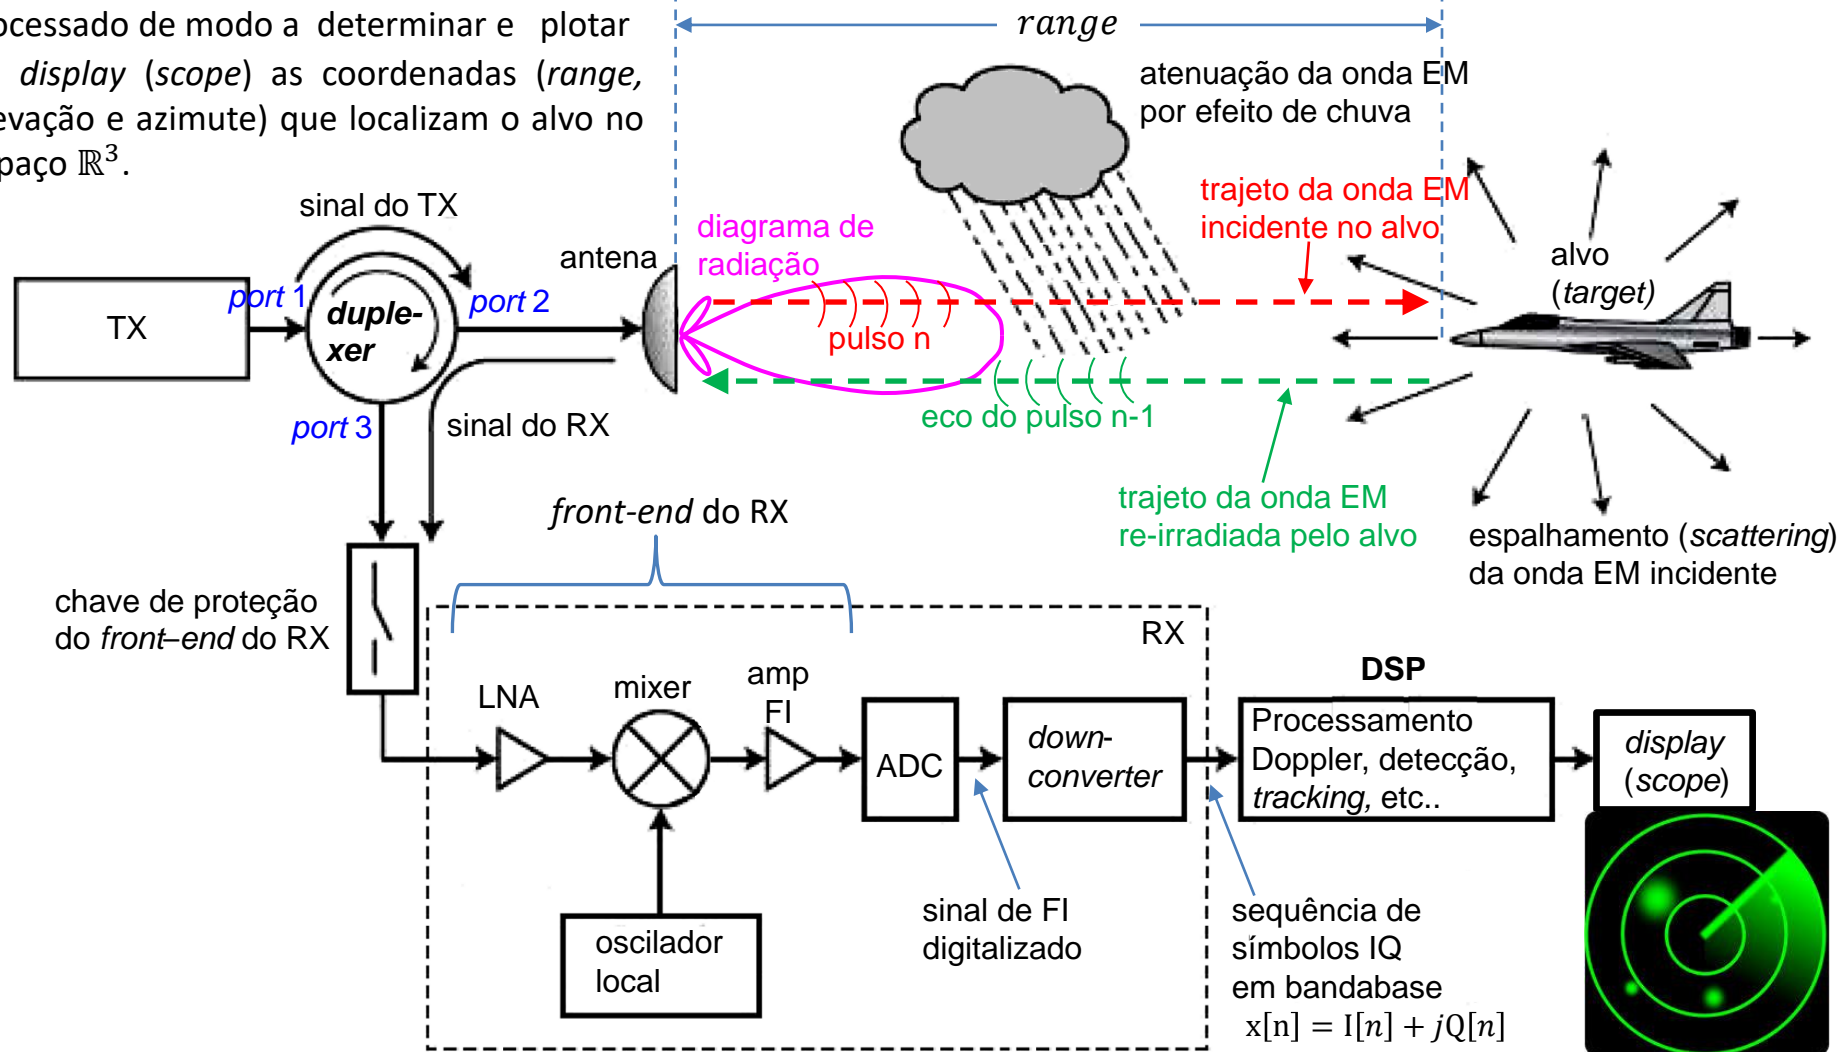 ocessado de modo a determinar e plotar
display (scope) as coordenadas (range,
evação e azimute) que localizam o alvo no
paço ℝ³.
range
atenuação da onda EM
por efeito de chuva
sinal do TX
trajeto da onda EM
incidente no alvo
diagrama de
radiação
antena
alvo
(target)
port 1
port 2
TX
duple-
xer
pulso n
port 3
sinal do RX
eco do pulso n-1
trajeto da onda EM
re-irradiada pelo alvo
front-end do RX
espalhamento (scattering)
da onda EM incidente
chave de proteção
do front–end do RX
RX
DSP
LNA
mixer
amp
FI
ADC
down-
converter
Processamento
Doppler, detecção,
tracking, etc..
display
(scope)
oscilador
local
sinal de FI
digitalizado
sequência de
símbolos IQ
em bandabase
x[n] = I[n] + jQ[n]